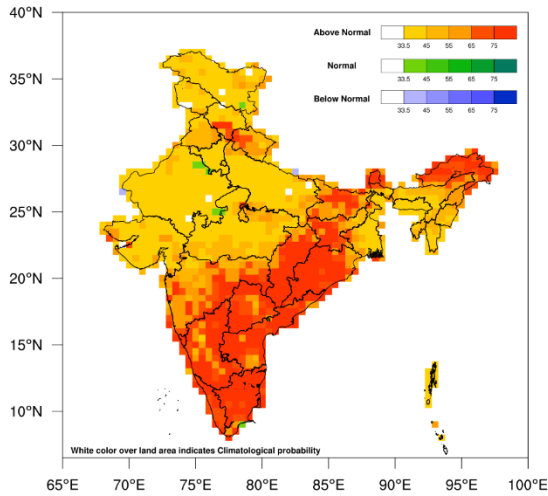 40°N
35°N
30°N
25°N
20°N
15°N
10°N
Above Normal
33.5 45 55 65 75
Normal
33.5 45 55 65 75
Below Normal
33.5 45 55 65 75
White color over land area indicates Climatological probability
65°E 70°E 75°E 80°E 85°E 90°E 95°E 100°E